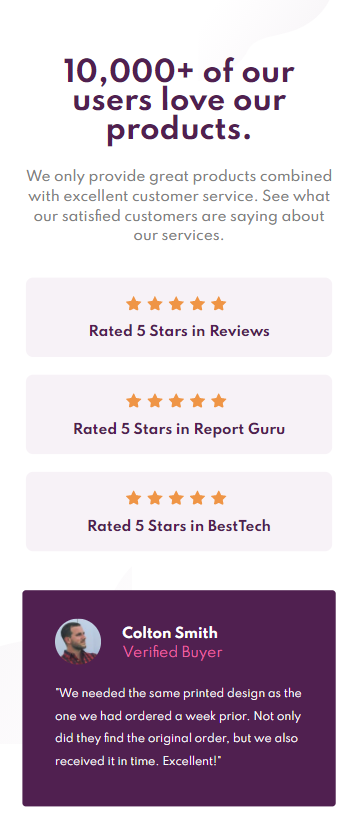 10,000+ of our
users love our
products.
We only provide great products combined
with excellent customer service. See what
our satisfied customers are saying about
our services.
Rated 5 Stars in Reviews
Rated 5 Stars in Report Guru
Rated 5 Stars in BestTech
Colton Smith
Verified Buyer
"We needed the same printed design as the
one we had ordered a week prior. Not only
did they find the original order, but we also
received it in time. Excellent!"